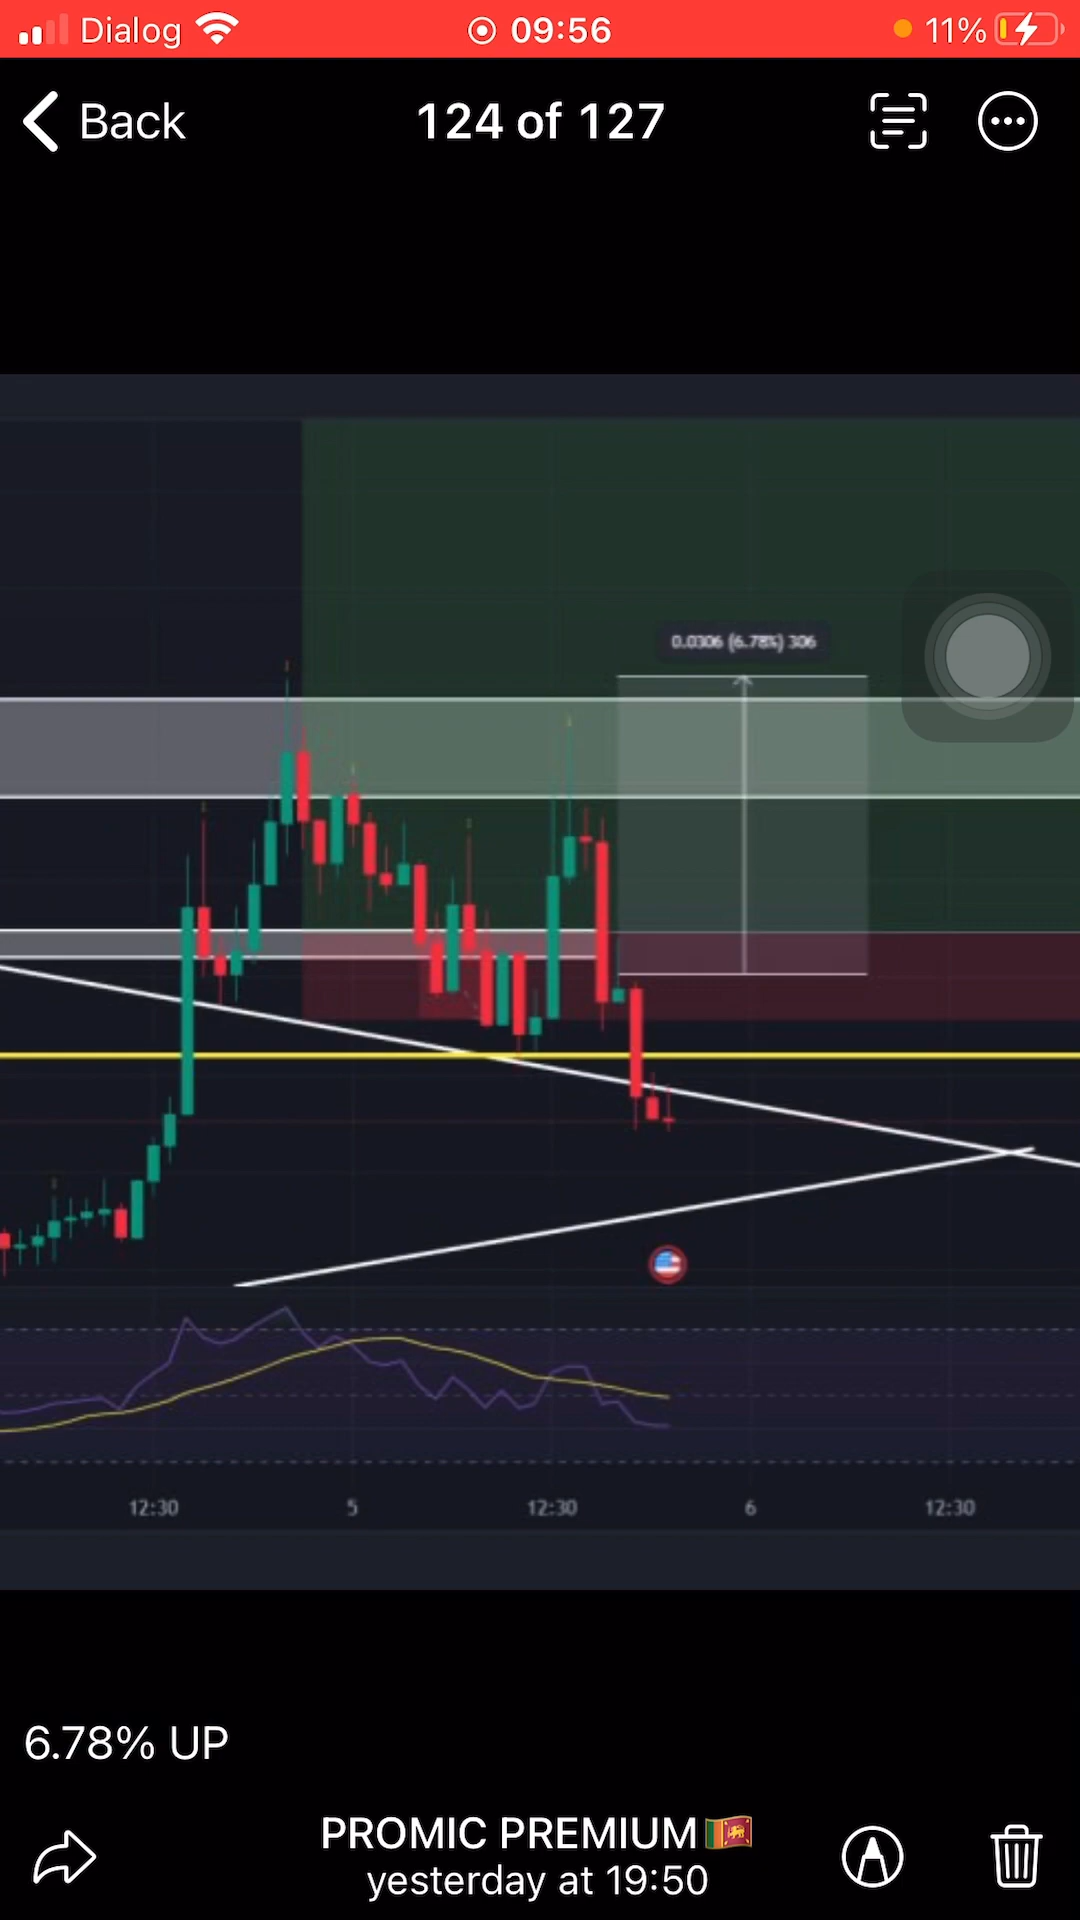 Dialog 09:56 11%
Back 124 of 127
0.0306 (6.78%) 306
12:30 5 12:30 6 12:30
6.78% UP
PROMIC PREMIUM🇱🇰
yesterday at 19:50